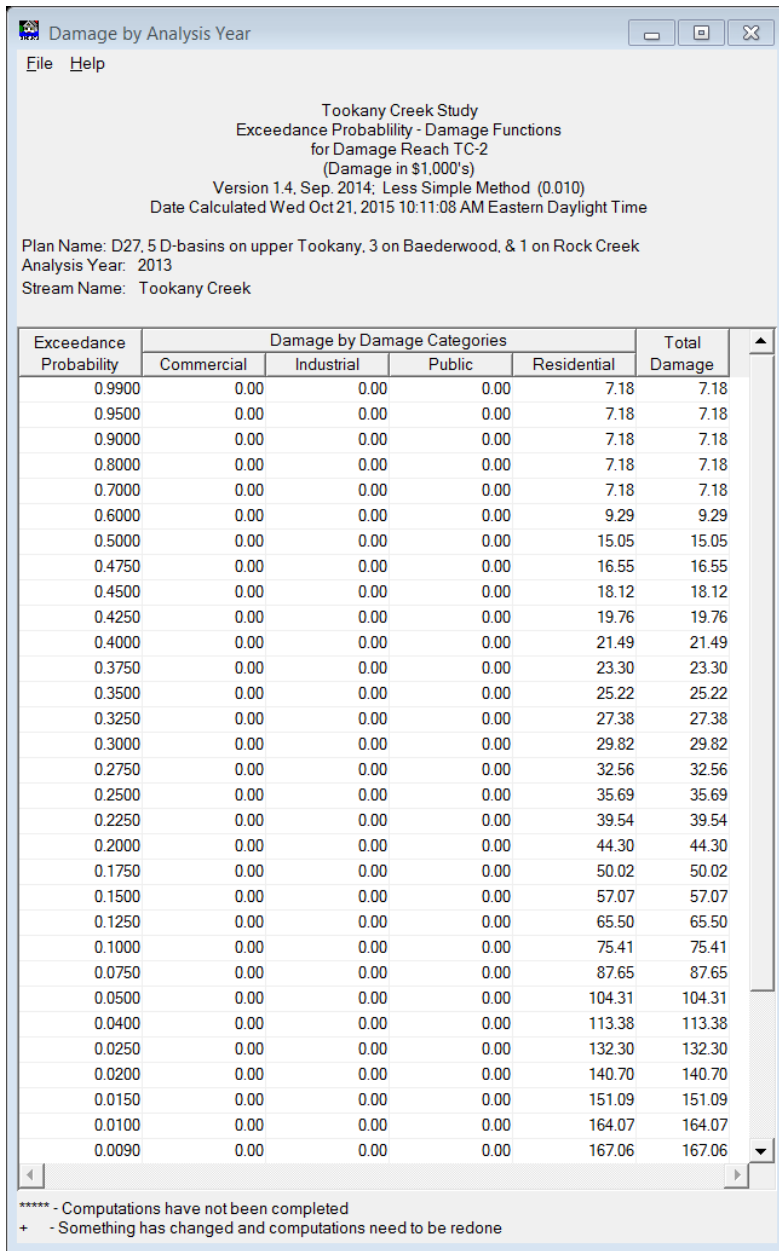 Damage by Analysis Year
File Help
Tookany Creek Study
Exceedance Probablility - Damage Functions
for Damage Reach TC-2
(Damage in $1,000's)
Version 1.4, Sep. 2014; Less Simple Method (0.010)
Date Calculated Wed Oct 21, 2015 10:11:08 AM Eastern Daylight Time
Plan Name: D27, 5 D-basins on upper Tookany, 3 on Baederwood, & 1 on Rock Creek
Analysis Year: 2013
Stream Name: Tookany Creek
Exceedance Damage by Damage Categories Total
Probability Commercial Industrial Public Residential Damage
0.9900 0.00 0.00 0.00 7.18 7.18
0.9500 0.00 0.00 0.00 7.18 7.18
0.9000 0.00 0.00 0.00 7.18 7.18
0.8000 0.00 0.00 0.00 7.18 7.18
0.7000 0.00 0.00 0.00 7.18 7.18
0.6000 0.00 0.00 0.00 9.29 9.29
0.5000 0.00 0.00 0.00 15.05 15.05
0.4750 0.00 0.00 0.00 16.55 16.55
0.4500 0.00 0.00 0.00 18.12 18.12
0.4250 0.00 0.00 0.00 19.76 19.76
0.4000 0.00 0.00 0.00 21.49 21.49
0.3750 0.00 0.00 0.00 23.30 23.30
0.3500 0.00 0.00 0.00 25.22 25.22
0.3250 0.00 0.00 0.00 27.38 27.38
0.3000 0.00 0.00 0.00 29.82 29.82
0.2750 0.00 0.00 0.00 32.56 32.56
0.2500 0.00 0.00 0.00 35.69 35.69
0.2250 0.00 0.00 0.00 39.54 39.54
0.2000 0.00 0.00 0.00 44.30 44.30
0.1750 0.00 0.00 0.00 50.02 50.02
0.1500 0.00 0.00 0.00 57.07 57.07
0.1250 0.00 0.00 0.00 65.50 65.50
0.1000 0.00 0.00 0.00 75.41 75.41
0.0750 0.00 0.00 0.00 87.65 87.65
0.0500 0.00 0.00 0.00 104.31 104.31
0.0400 0.00 0.00 0.00 113.38 113.38
0.0250 0.00 0.00 0.00 132.30 132.30
0.0200 0.00 0.00 0.00 140.70 140.70
0.0150 0.00 0.00 0.00 151.09 151.09
0.0100 0.00 0.00 0.00 164.07 164.07
0.0090 0.00 0.00 0.00 167.06 167.06
***** - Computations have not been completed
+ - Something has changed and computations need to be redone